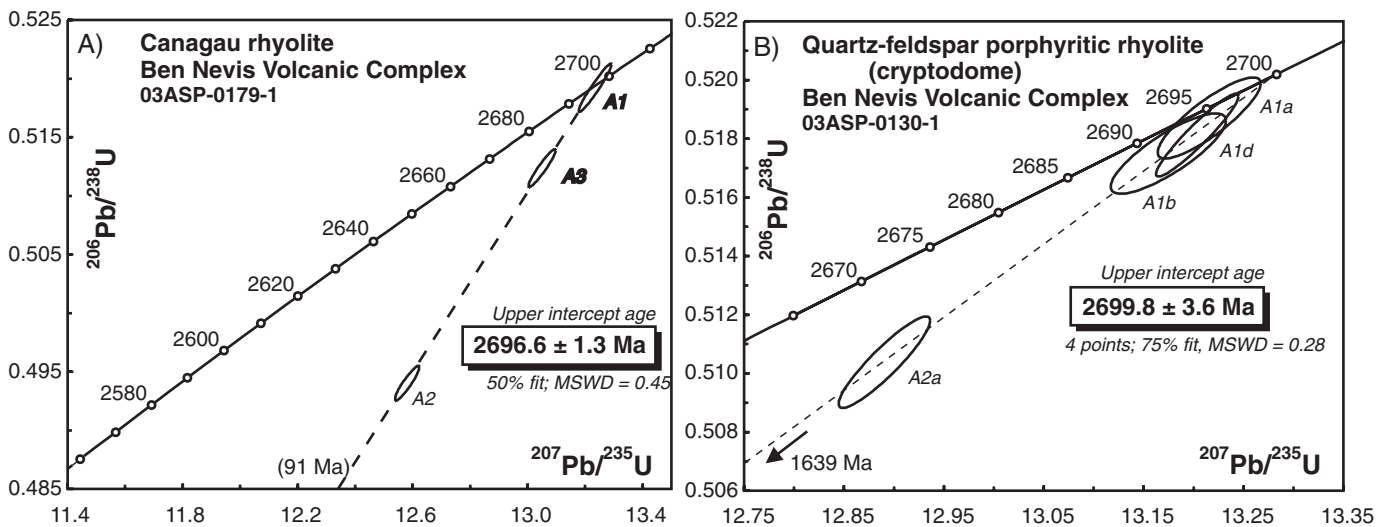 A)
Canagau rhyolite
Ben Nevis Volcanic Complex
03ASP-0179-1
0.525
0.515
0.505
0.495
0.485
206Pb/238U
2700
2680
2660
2640
2620
2600
2580
A1
A3
A2
Upper intercept age
2696.6 ± 1.3 Ma
50% fit; MSWD = 0.45
(91 Ma)
207Pb/235U
11.4 11.8 12.2 12.6 13.0 13.4
B)
Quartz-feldspar porphyritic rhyolite
(cryptodome)
Ben Nevis Volcanic Complex
03ASP-0130-1
0.522
0.520
0.518
0.516
0.514
0.512
0.510
0.508
0.506
206Pb/238U
2700
2695
2690
2685
2680
2675
2670
A1a
A1d
A1b
A2a
Upper intercept age
2699.8 ± 3.6 Ma
4 points; 75% fit, MSWD = 0.28
1639 Ma
207Pb/235U
12.75 12.85 12.95 13.05 13.15 13.25 13.35